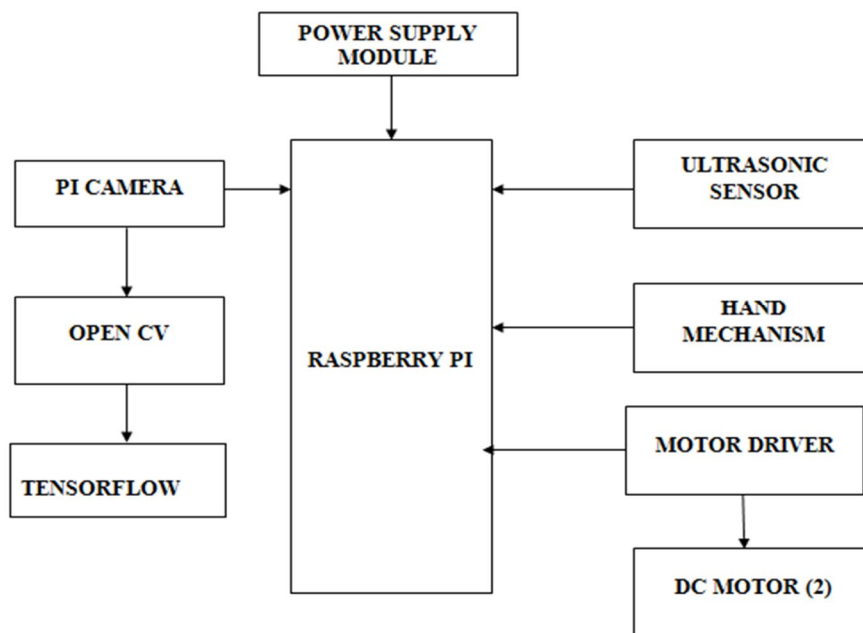 POWER SUPPLY
MODULE
PI CAMERA
ULTRASONIC
SENSOR
OPEN CV
HAND
MECHANISM
RASPBERRY PI
TENSORFLOW
MOTOR DRIVER
DC MOTOR (2)